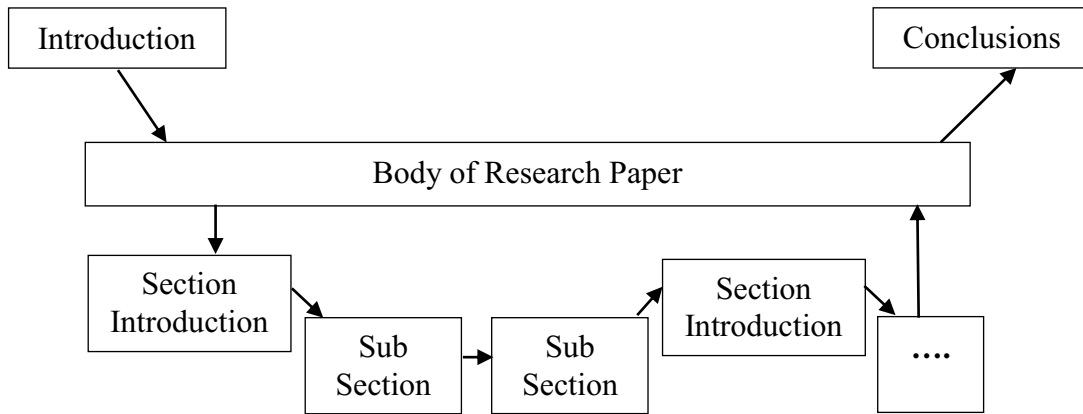 Introduction
Conclusions
Body of Research Paper
Section
Introduction
Sub
Section
Sub
Section
Section
Introduction
....